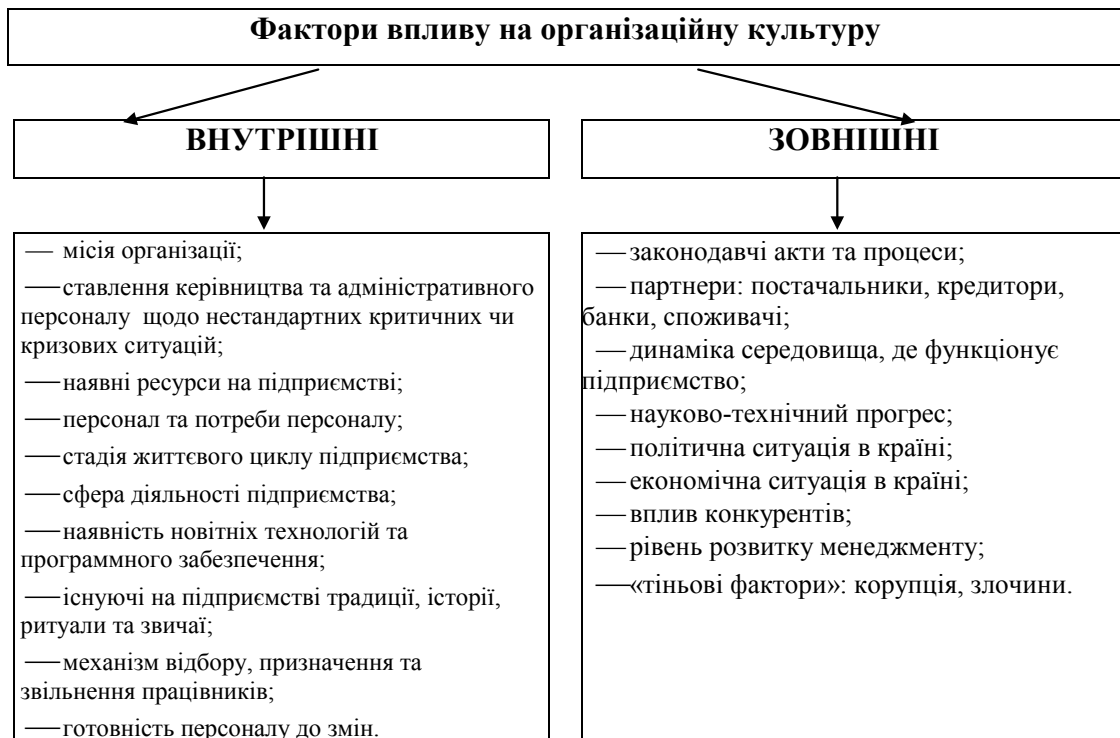 Фактори впливу на організаційну культуру
ВНУТРІШНІ
— місія організації;
— ставлення керівництва та адміністративного
персоналу щодо нестандартних критичних чи
кризових ситуацій;
— наявні ресурси на підприємстві;
— персонал та потреби персоналу;
— стадія життєвого циклу підприємства;
— сфера діяльності підприємства;
— наявність новітніх технологій та
программного забезпечення;
— існуючі на підприємстві традиції, історії,
ритуали та звичаї;
— механізм відбору, призначення та
звільнення працівників;
— готовність персоналу до змін.
ЗОВНІШНІ
— законодавчі акти та процеси;
— партнери: постачальники, кредитори,
банки, споживачі;
— динаміка середовища, де функціонує
підприємство;
— науково-технічний прогрес;
— політична ситуація в країні;
— економічна ситуація в країні;
— вплив конкурентів;
— рівень розвитку менеджменту;
— «тіньові фактори»: корупція, злочини.